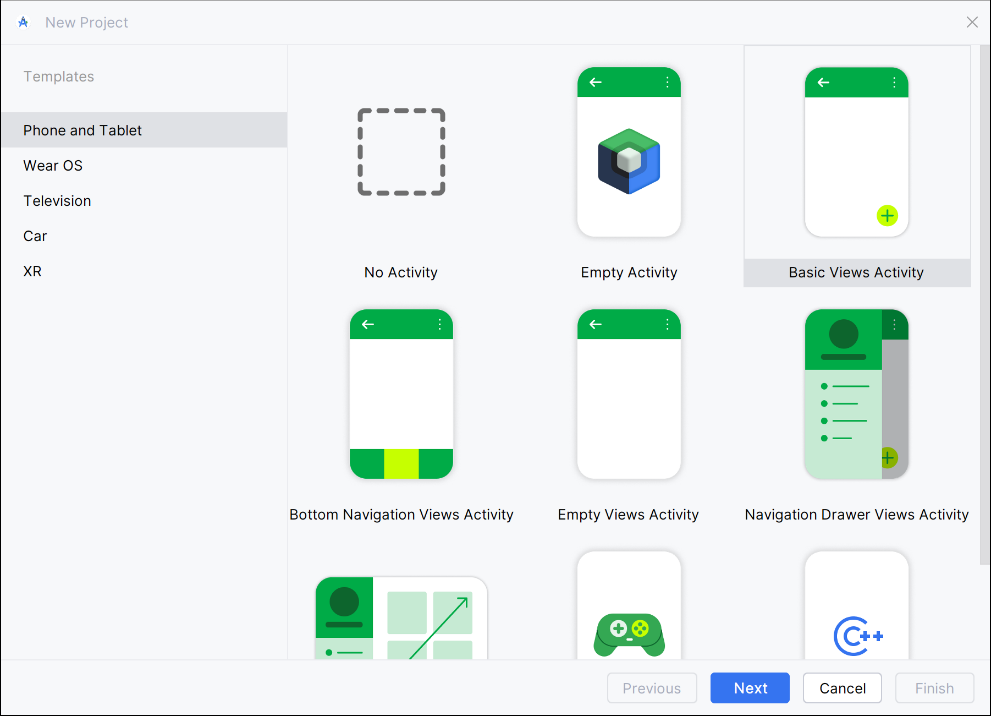 New Project
Templates
Phone and Tablet
Wear OS
Television
Car
XR
No Activity
Empty Activity
Basic Views Activity
Bottom Navigation Views Activity
Empty Views Activity
Navigation Drawer Views Activity
C++
Previous
Next
Cancel
Finish